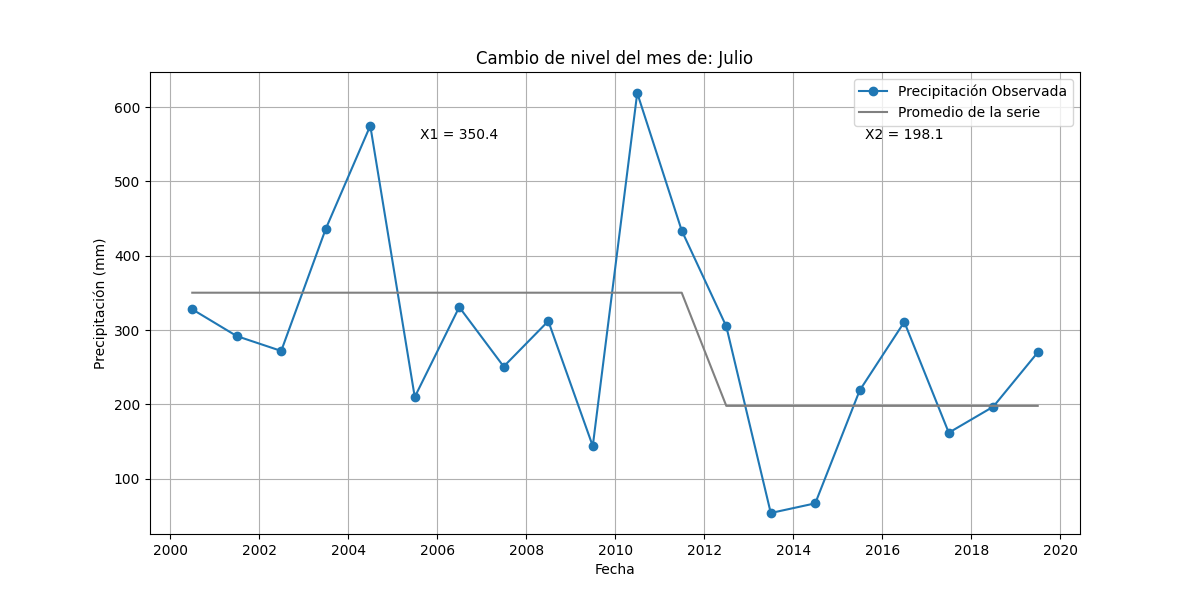 Cambio de nivel del mes de: Julio
Precipitación Observada
Promedio de la serie
X1 = 350.4
X2 = 198.1
Precipitación (mm)
600
500
400
300
200
100
2000 2002 2004 2006 2008 2010 2012 2014 2016 2018 2020
Fecha